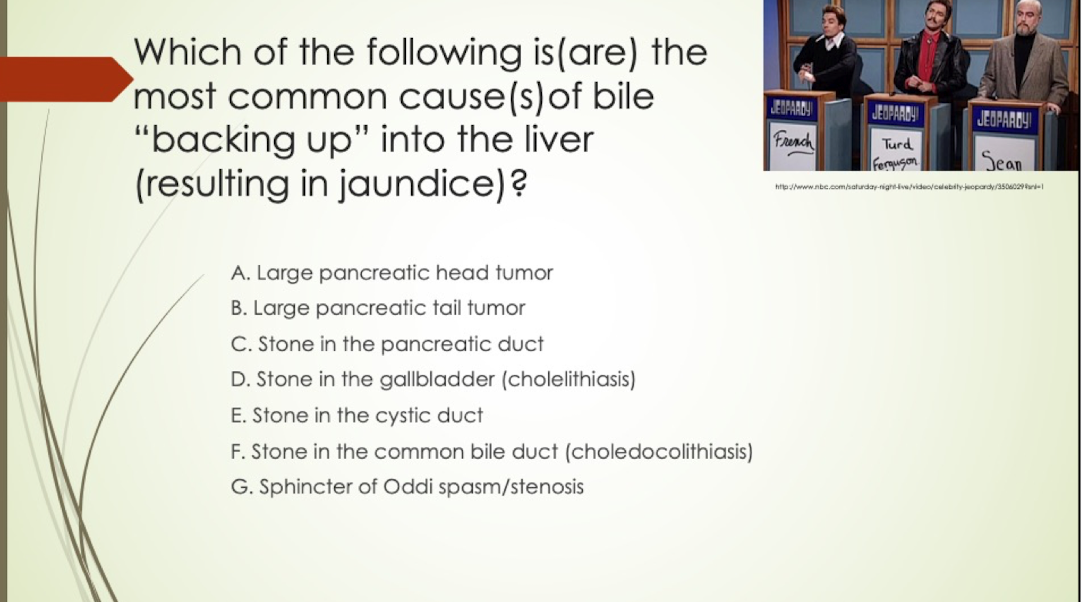 Which of the following is(are) the
most common cause(s)of bile
“backing up” into the liver
(resulting in jaundice)?
JEOPARDY!
French
JEOPARDY!
Turd
Ferguson
JEOPARDY!
Sean
http://www.nbc.com/saturday-night-live/video/celebrity-jeopardy/3506029?snl=1
A. Large pancreatic head tumor
B. Large pancreatic tail tumor
C. Stone in the pancreatic duct
D. Stone in the gallbladder (cholelithiasis)
E. Stone in the cystic duct
F. Stone in the common bile duct (choledocolithiasis)
G. Sphincter of Oddi spasm/stenosis